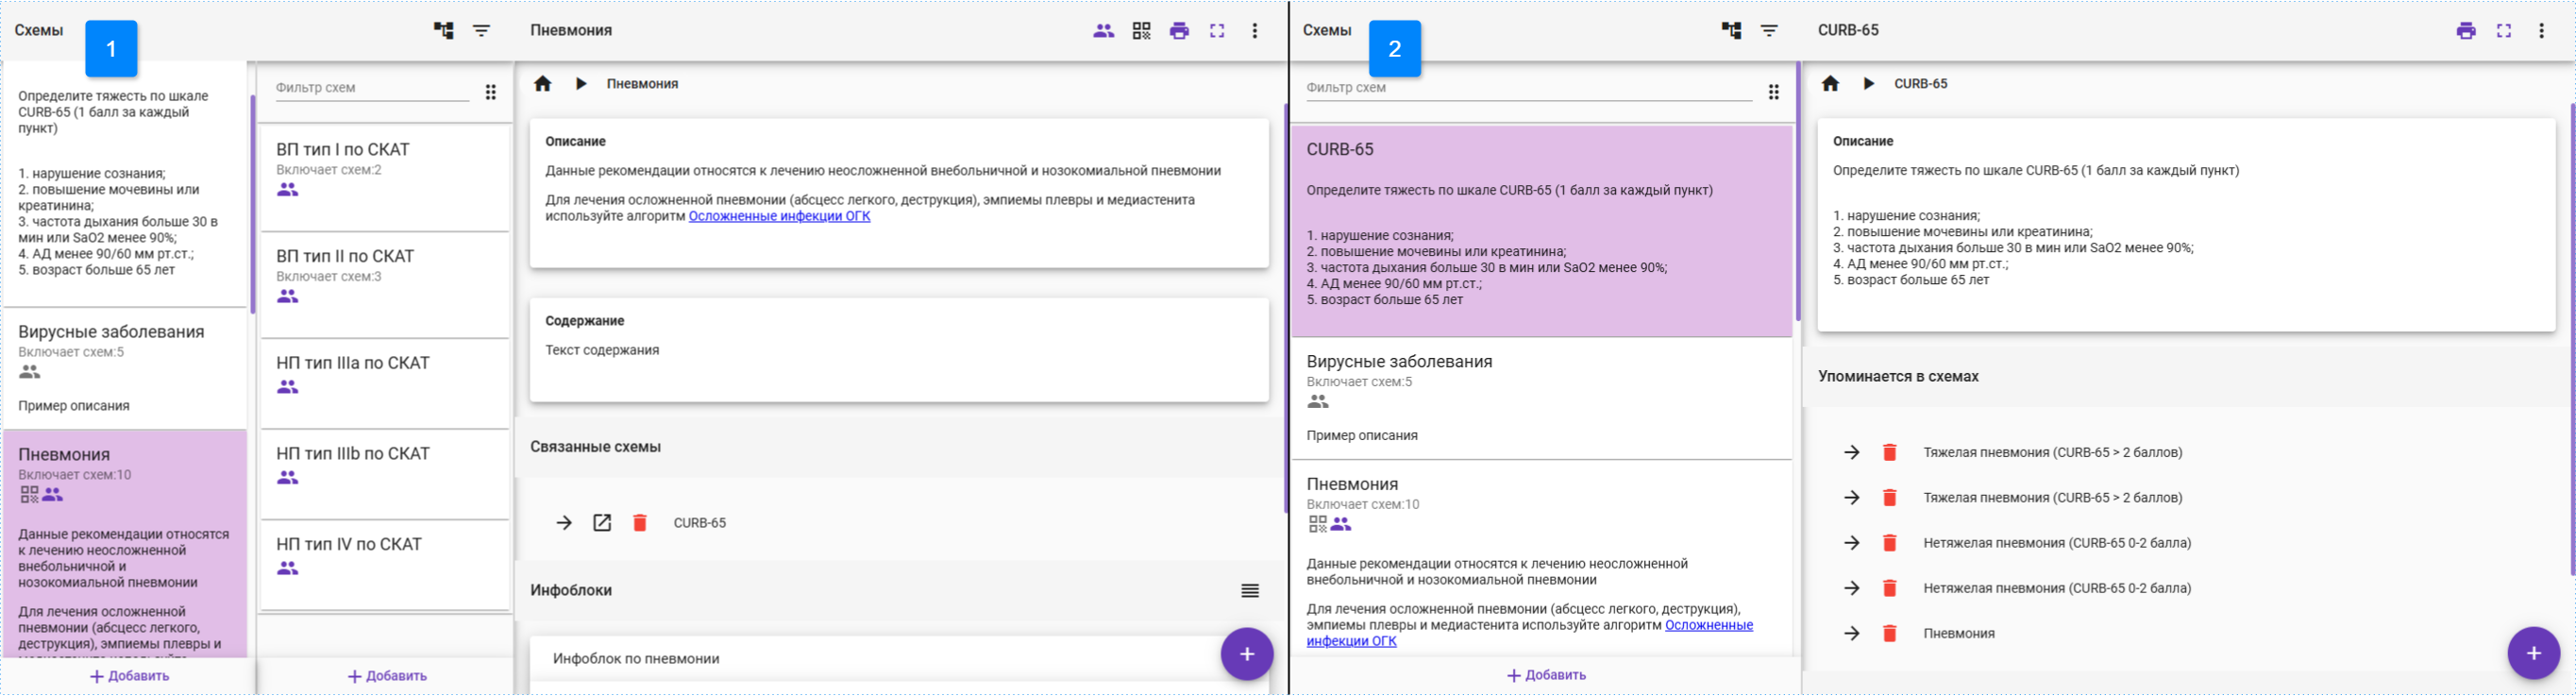 Схемы
1
Определите тяжесть по шкале
CURB-65 (1 балл за каждый
пункт)
1. нарушение сознания;
2. повышение мочевины или
креатинина;
3. частота дыхания больше 30 в
мин или SaO2 менее 90%;
4. АД менее 90/60 мм рт.ст.;
5. возраст больше 65 лет
Вирусные заболевания
Включает схем:5
Пример описания
Пневмония
Включает схем:10
Данные рекомендации относятся
к лечению неосложненной
внебольничной и
нозокомиальной пневмонии
Для лечения осложненной
пневмонии (абсцесс легкого,
деструкция), эмпиемы плевры и
+ Добавить
Фильтр схем
ВП тип I по СКАТ
Включает схем:2
ВП тип II по СКАТ
Включает схем:3
НП тип IIIa по СКАТ
НП тип IIIb по СКАТ
НП тип IV по СКАТ
+ Добавить
Пневмония
Пневмония
Описание
Данные рекомендации относятся к лечению неосложненной внебольничной и нозокомиальной пневмонии
Для лечения осложненной пневмонии (абсцесс легкого, деструкция), эмпиемы плевры и медиастенита
используйте алгоритм Осложненные инфекции ОГК
Содержание
Текст содержания
Связанные схемы
CURB-65
Инфоблоки
Инфоблок по пневмонии
+
Схемы
2
Фильтр схем
CURB-65
Определите тяжесть по шкале CURB-65 (1 балл за каждый пункт)
1. нарушение сознания;
2. повышение мочевины или креатинина;
3. частота дыхания больше 30 в мин или SaO2 менее 90%;
4. АД менее 90/60 мм рт.ст.;
5. возраст больше 65 лет
Вирусные заболевания
Включает схем:5
Пример описания
Пневмония
Включает схем:10
Данные рекомендации относятся к лечению неосложненной
внебольничной и нозокомиальной пневмонии
Для лечения осложненной пневмонии (абсцесс легкого, деструкция),
эмпиемы плевры и медиастенита используйте алгоритм Осложненные
инфекции ОГК
+ Добавить
CURB-65
CURB-65
Описание
Определите тяжесть по шкале CURB-65 (1 балл за каждый пункт)
1. нарушение сознания;
2. повышение мочевины или креатинина;
3. частота дыхания больше 30 в мин или SaO2 менее 90%;
4. АД менее 90/60 мм рт.ст.;
5. возраст больше 65 лет
Упоминается в схемах
Тяжелая пневмония (CURB-65 > 2 баллов)
Тяжелая пневмония (CURB-65 > 2 баллов)
Нетяжелая пневмония (CURB-65 0-2 балла)
Нетяжелая пневмония (CURB-65 0-2 балла)
Пневмония
+